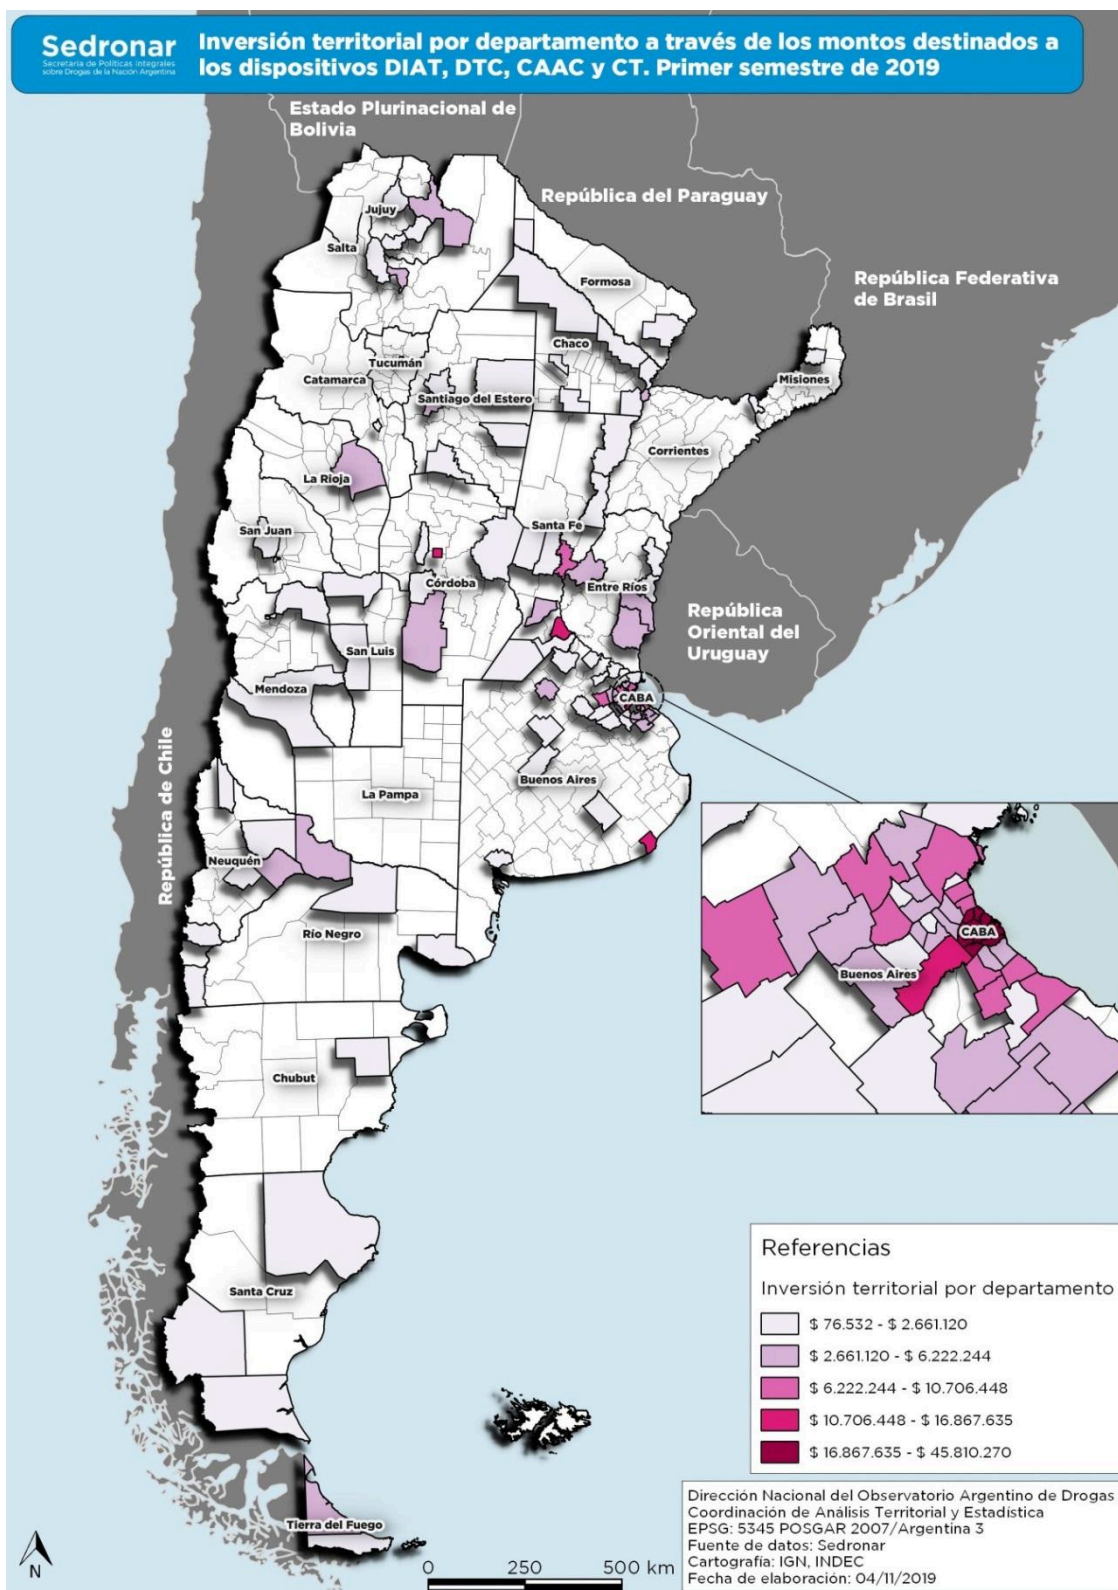 Sedronar
Secretaría de Políticas Integrales
sobre Drogas de la Nación Argentina
Inversión territorial por departamento a través de los montos destinados a
los dispositivos DIAT, DTC, CAAC y CT. Primer semestre de 2019
Estado Plurinacional de
Bolivia
República del Paraguay
República Federativa
de Brasil
Jujuy
Salta
Formosa
Chaco
Tucumán
Catamarca
Santiago del Estero
Misiones
Corrientes
La Rioja
San Juan
Santa Fe
Córdoba
Entre Ríos
República
Oriental del
Uruguay
San Luis
Mendoza
CABA
República de Chile
Buenos Aires
La Pampa
Neuquén
Río Negro
CABA
Buenos Aires
Chubut
Santa Cruz
Tierra del Fuego
Referencias
Inversión territorial por departamento
$ 76.532 - $ 2.661.120
$ 2.661.120 - $ 6.222.244
$ 6.222.244 - $ 10.706.448
$ 10.706.448 - $ 16.867.635
$ 16.867.635 - $ 45.810.270
Dirección Nacional del Observatorio Argentino de Drogas
Coordinación de Análisis Territorial y Estadística
EPSG: 5345 POSGAR 2007/Argentina 3
Fuente de datos: Sedronar
Cartografía: IGN, INDEC
Fecha de elaboración: 04/11/2019
N
0 250 500 km